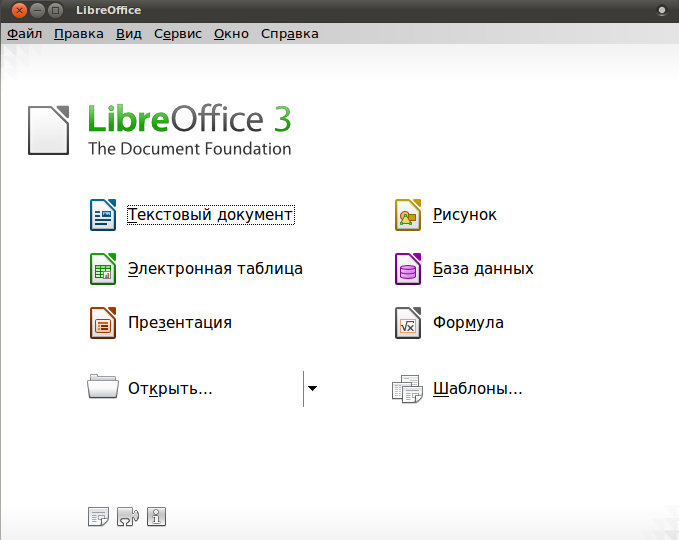 LibreOffice
Файл Правка Вид Сервис Окно Справка
LibreOffice 3
The Document Foundation
Текстовый документ
Рисунок
Электронная таблица
База данных
Презентация
Формула
Открыть...
Шаблоны...